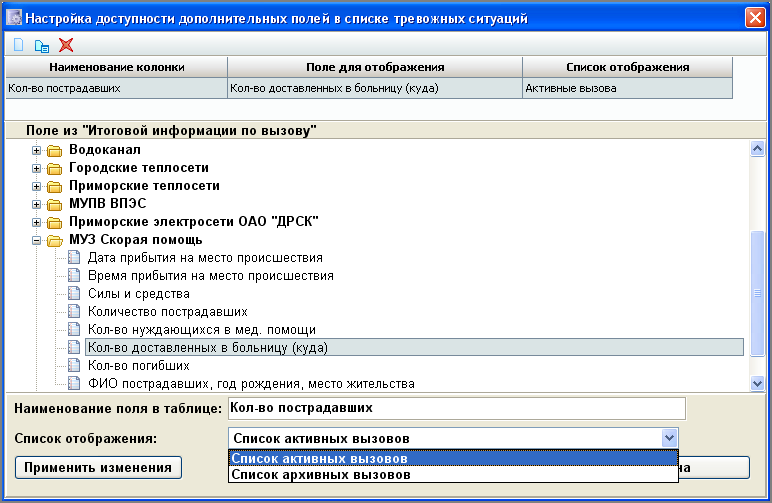 Настройка доступности дополнительных полей в списке тревожных ситуаций
Наименование колонки Поле для отображения Список отображения
Кол-во пострадавших Кол-во доставленных в больницу (куда) Активные вызова
Поле из "Итоговой информации по вызову"
Водоканал
Городские теплосети
Приморские теплосети
МУПВ ВПЭС
Приморские электросети ОАО "ДРСК"
МУЗ Скорая помощь
Дата прибытия на место происшествия
Время прибытия на место происшествия
Силы и средства
Количество пострадавших
Кол-во нуждающихся в мед. помощи
Кол-во доставленных в больницу (куда)
Кол-во погибших
ФИО пострадавших, год рождения, место жительства
Наименование поля в таблице: Кол-во пострадавших
Список отображения: Список активных вызовов
Список активных вызовов
Применить изменения на
Список архивных вызовов